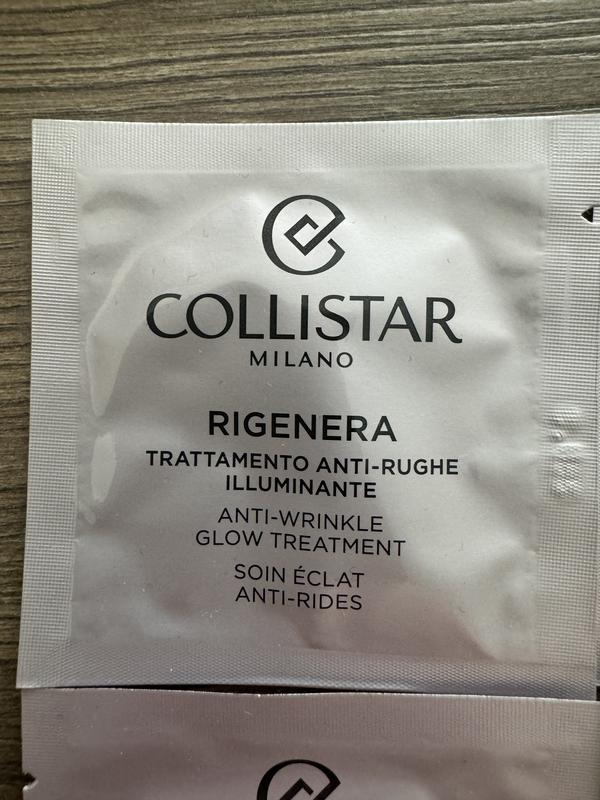 COLLISTAR
MILANO
RIGENERA
TRATTAMENTO ANTI-RUGHE
ILLUMINANTE
ANTI-WRINKLE
GLOW TREATMENT
SOIN ÉCLAT
ANTI-RIDES